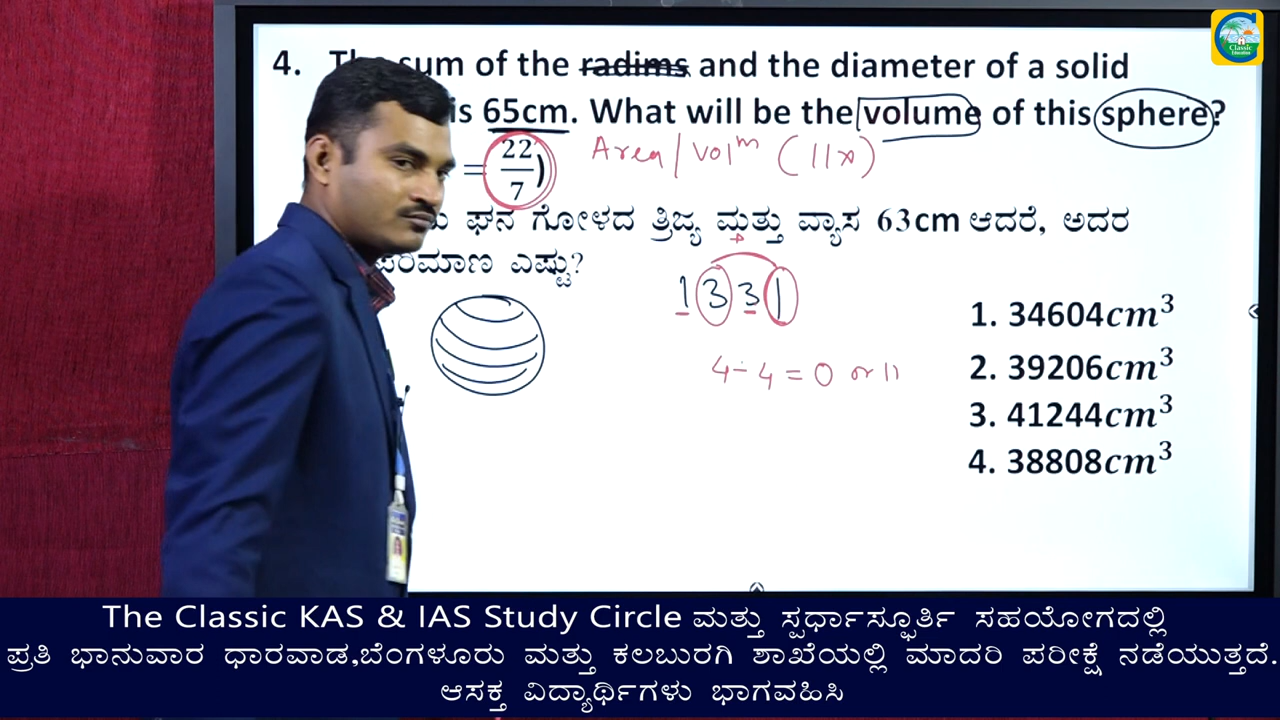 4. sum of the radims and the diameter of a solid
is 65cm. What will be the volume of this sphere?
= 22/7) Area/volm (11x)
ಘನ ಗೋಳದ ತ್ರಿಜ್ಯ ಮತ್ತು ವ್ಯಾಸ 63cm ಆದರೆ, ಅದರ
ಪರಿಮಾಣ ಎಷ್ಟು?
1331
4-4=0 or 11
1. 34604cm³
2. 39206cm³
3. 41244cm³
4. 38808cm³
Classic
Education
The Classic KAS & IAS Study Circle ಮತ್ತು ಸ್ಪರ್ಧಾಸ್ಫೂರ್ತಿ ಸಹಯೋಗದಲ್ಲಿ
ಪ್ರತಿ ಭಾನುವಾರ ಧಾರವಾಡ,ಬೆಂಗಳೂರು ಮತ್ತು ಕಲಬುರಗಿ ಶಾಖೆಯಲ್ಲಿ ಮಾದರಿ ಪರೀಕ್ಷೆ ನಡೆಯುತ್ತದೆ.
ಆಸಕ್ತ ವಿದ್ಯಾರ್ಥಿಗಳು ಭಾಗವಹಿಸಿ